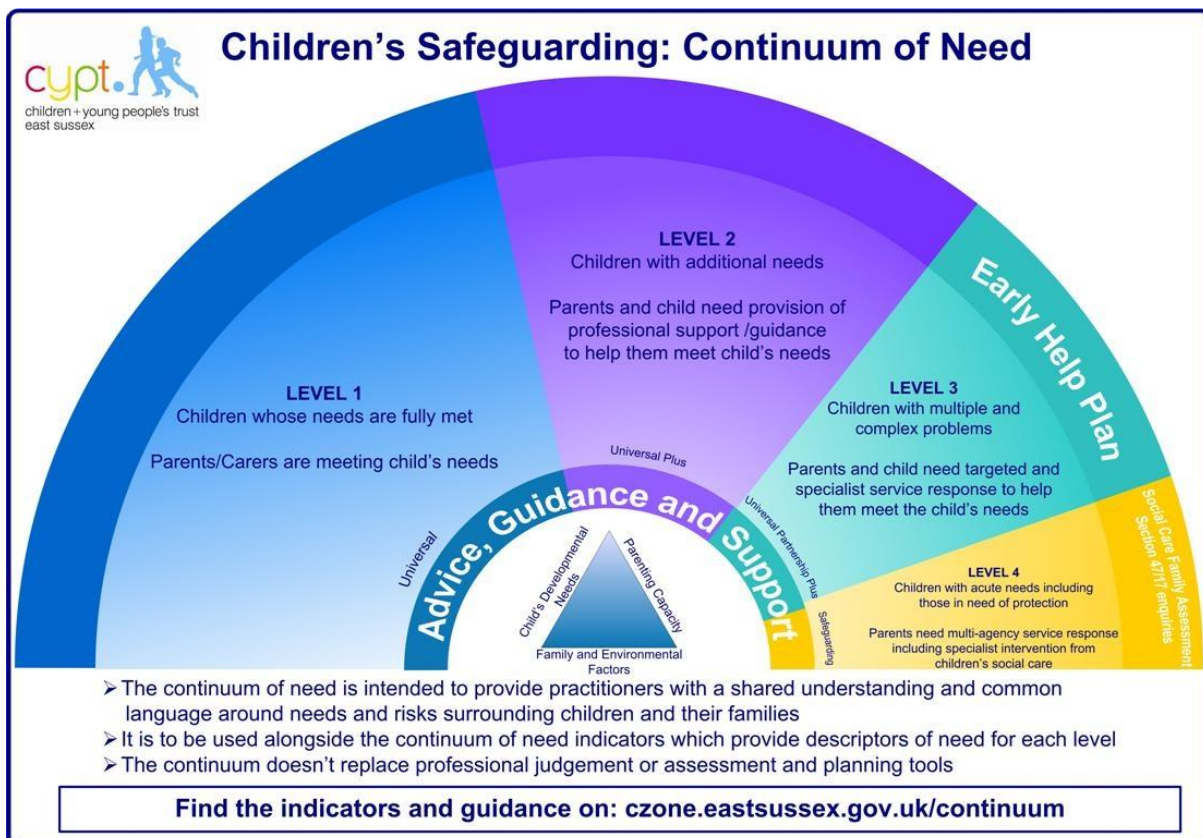 cypt.
children + young people's trust
east sussex
Children's Safeguarding: Continuum of Need
LEVEL 1
Children whose needs are fully met
Parents/Carers are meeting child's needs
LEVEL 2
Children with additional needs
Parents and child need provision of
professional support /guidance
to help them meet child's needs
LEVEL 3
Children with multiple and
complex problems
Parents and child need targeted and
specialist service response to help
them meet the child's needs
LEVEL 4
Children with acute needs including
those in need of protection
Parents need multi-agency service response
including specialist intervention from
children's social care
Early Help Plan
Social Care Family Assessment
Section 47/17 enquiries
Universal
Universal Plus
Universal Partnership Plus
Safeguarding
Advice, Guidance and Support
Child's Developmental
Needs
Parenting Capacity
Family and Environmental
Factors
➢ The continuum of need is intended to provide practitioners with a shared understanding and common
language around needs and risks surrounding children and their families
➢ It is to be used alongside the continuum of need indicators which provide descriptors of need for each level
➢ The continuum doesn't replace professional judgement or assessment and planning tools
Find the indicators and guidance on: czone.eastsussex.gov.uk/continuum